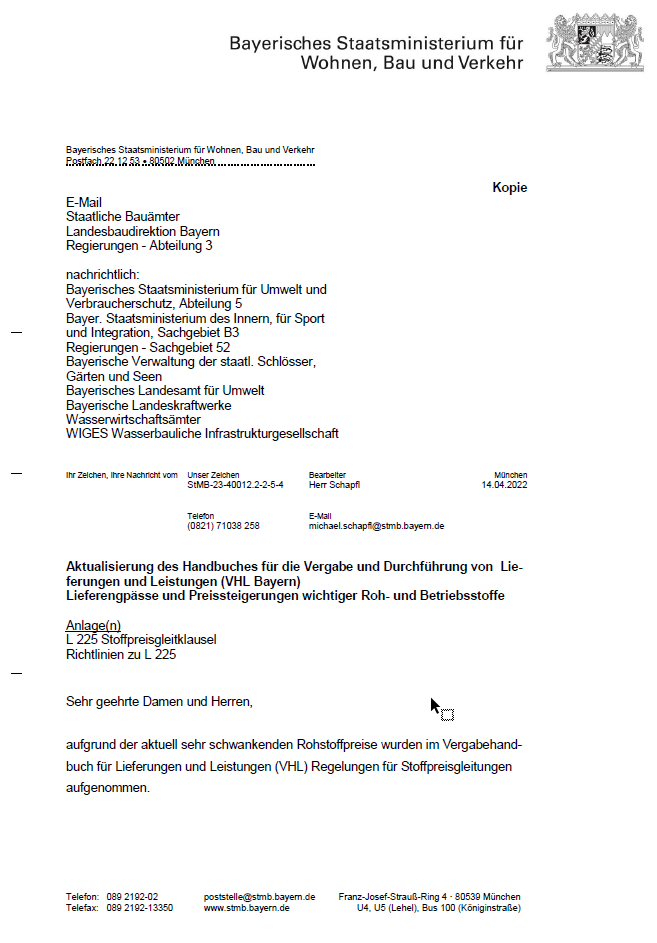 Bayerisches Staatsministerium für
Wohnen, Bau und Verkehr
Bayerisches Staatsministerium für Wohnen, Bau und Verkehr
Postfach 22 12 53 • 80502 München
Kopie
E-Mail
Staatliche Bauämter
Landesbaudirektion Bayern
Regierungen - Abteilung 3
nachrichtlich:
Bayerisches Staatsministerium für Umwelt und
Verbraucherschutz, Abteilung 5
Bayer. Staatsministerium des Innern, für Sport
und Integration, Sachgebiet B3
Regierungen - Sachgebiet 52
Bayerische Verwaltung der staatl. Schlösser,
Gärten und Seen
Bayerisches Landesamt für Umwelt
Bayerische Landeskraftwerke
Wasserwirtschaftsämter
WIGES Wasserbauliche Infrastrukturgesellschaft
Ihr Zeichen, Ihre Nachricht vom Unser Zeichen Bearbeiter München
StMB-23-40012.2-2-5-4 Herr Schapfl 14.04.2022
Telefon E-Mail
(0821) 71038 258 michael.schapfl@stmb.bayern.de
Aktualisierung des Handbuches für die Vergabe und Durchführung von Lie-
ferungen und Leistungen (VHL Bayern)
Lieferengpässe und Preissteigerungen wichtiger Roh- und Betriebsstoffe
Anlage(n)
L 225 Stoffpreisgleitklausel
Richtlinien zu L 225
Sehr geehrte Damen und Herren,
aufgrund der aktuell sehr schwankenden Rohstoffpreise wurden im Vergabehand-
buch für Lieferungen und Leistungen (VHL) Regelungen für Stoffpreisgleitungen
aufgenommen.
Telefon: 089 2192-02 poststelle@stmb.bayern.de Franz-Josef-Strauß-Ring 4 · 80539 München
Telefax: 089 2192-13350 www.stmb.bayern.de U4, U5 (Lehel), Bus 100 (Königinstraße)